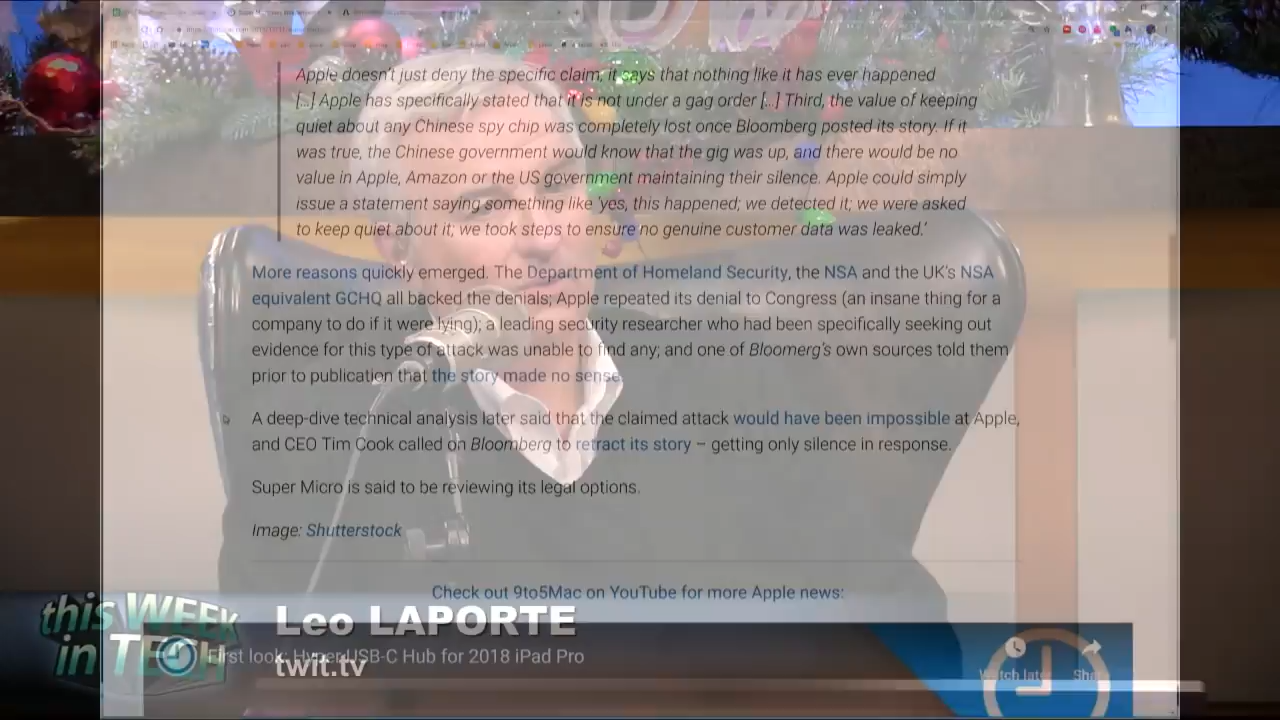 Apple doesn't just deny the specific claim, it says that nothing like it has ever happened
[...] Apple has specifically stated that it is not under a gag order [...] Third, the value of keeping
quiet about any Chinese spy chip was completely lost once Bloomberg posted its story. If it
was true, the Chinese government would know that the gig was up, and there would be no
value in Apple, Amazon or the US government maintaining their silence. Apple could simply
issue a statement saying something like 'yes, this happened; we detected it; we were asked
to keep quiet about it; we took steps to ensure no genuine customer data was leaked.'
More reasons quickly emerged. The Department of Homeland Security, the NSA and the UK's NSA
equivalent GCHQ all backed the denials; Apple repeated its denial to Congress (an insane thing for a
company to do if it were lying); a leading security researcher who had been specifically seeking out
evidence for this type of attack was unable to find any; and one of Bloomerg's own sources told them
prior to publication that the story made no sense.
A deep-dive technical analysis later said that the claimed attack would have been impossible at Apple,
and CEO Tim Cook called on Bloomberg to retract its story – getting only silence in response.
Super Micro is said to be reviewing its legal options.
Image: Shutterstock
Check out 9to5Mac on YouTube for more Apple news:
this WEEK
in TECH
Leo LAPORTE
First look: Hyper USB-C Hub for 2018 iPad Pro
twit.tv
Watch later
Share